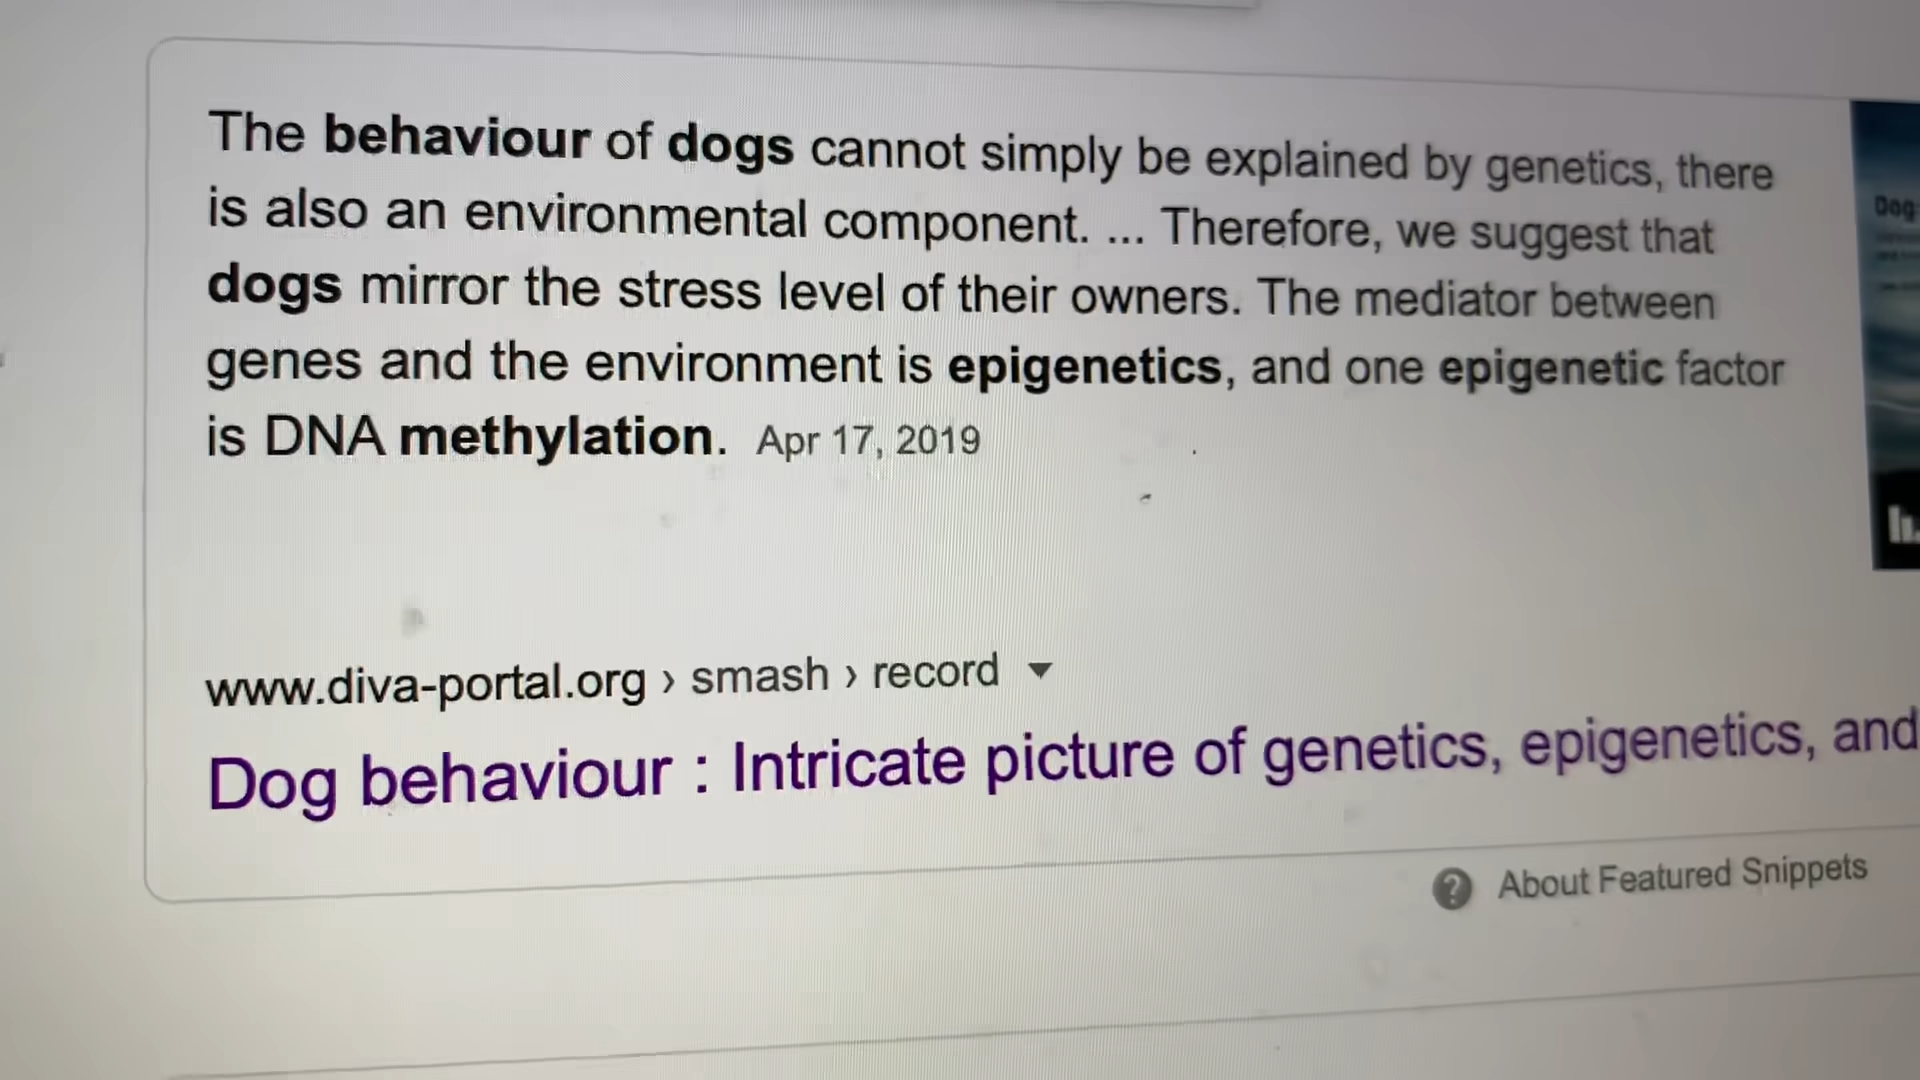 The behaviour of dogs cannot simply be explained by genetics, there
is also an environmental component. ... Therefore, we suggest that
dogs mirror the stress level of their owners. The mediator between
genes and the environment is epigenetics, and one epigenetic factor
is DNA methylation. Apr 17, 2019
Dog
www.diva-portal.org › smash › record
Dog behaviour : Intricate picture of genetics, epigenetics, and
About Featured Snippets